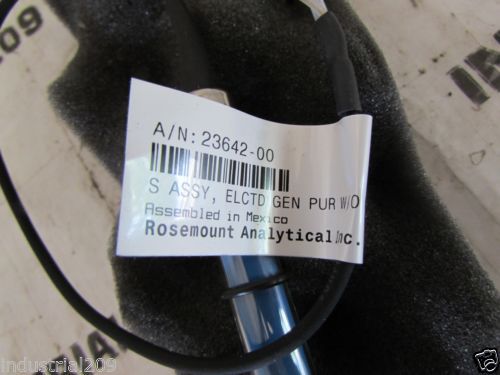 A/N: 23642-00
S ASSY, ELCTD GEN PUR W/O
Assembled in Mexico
Rosemount Analytical Inc.
industrial209